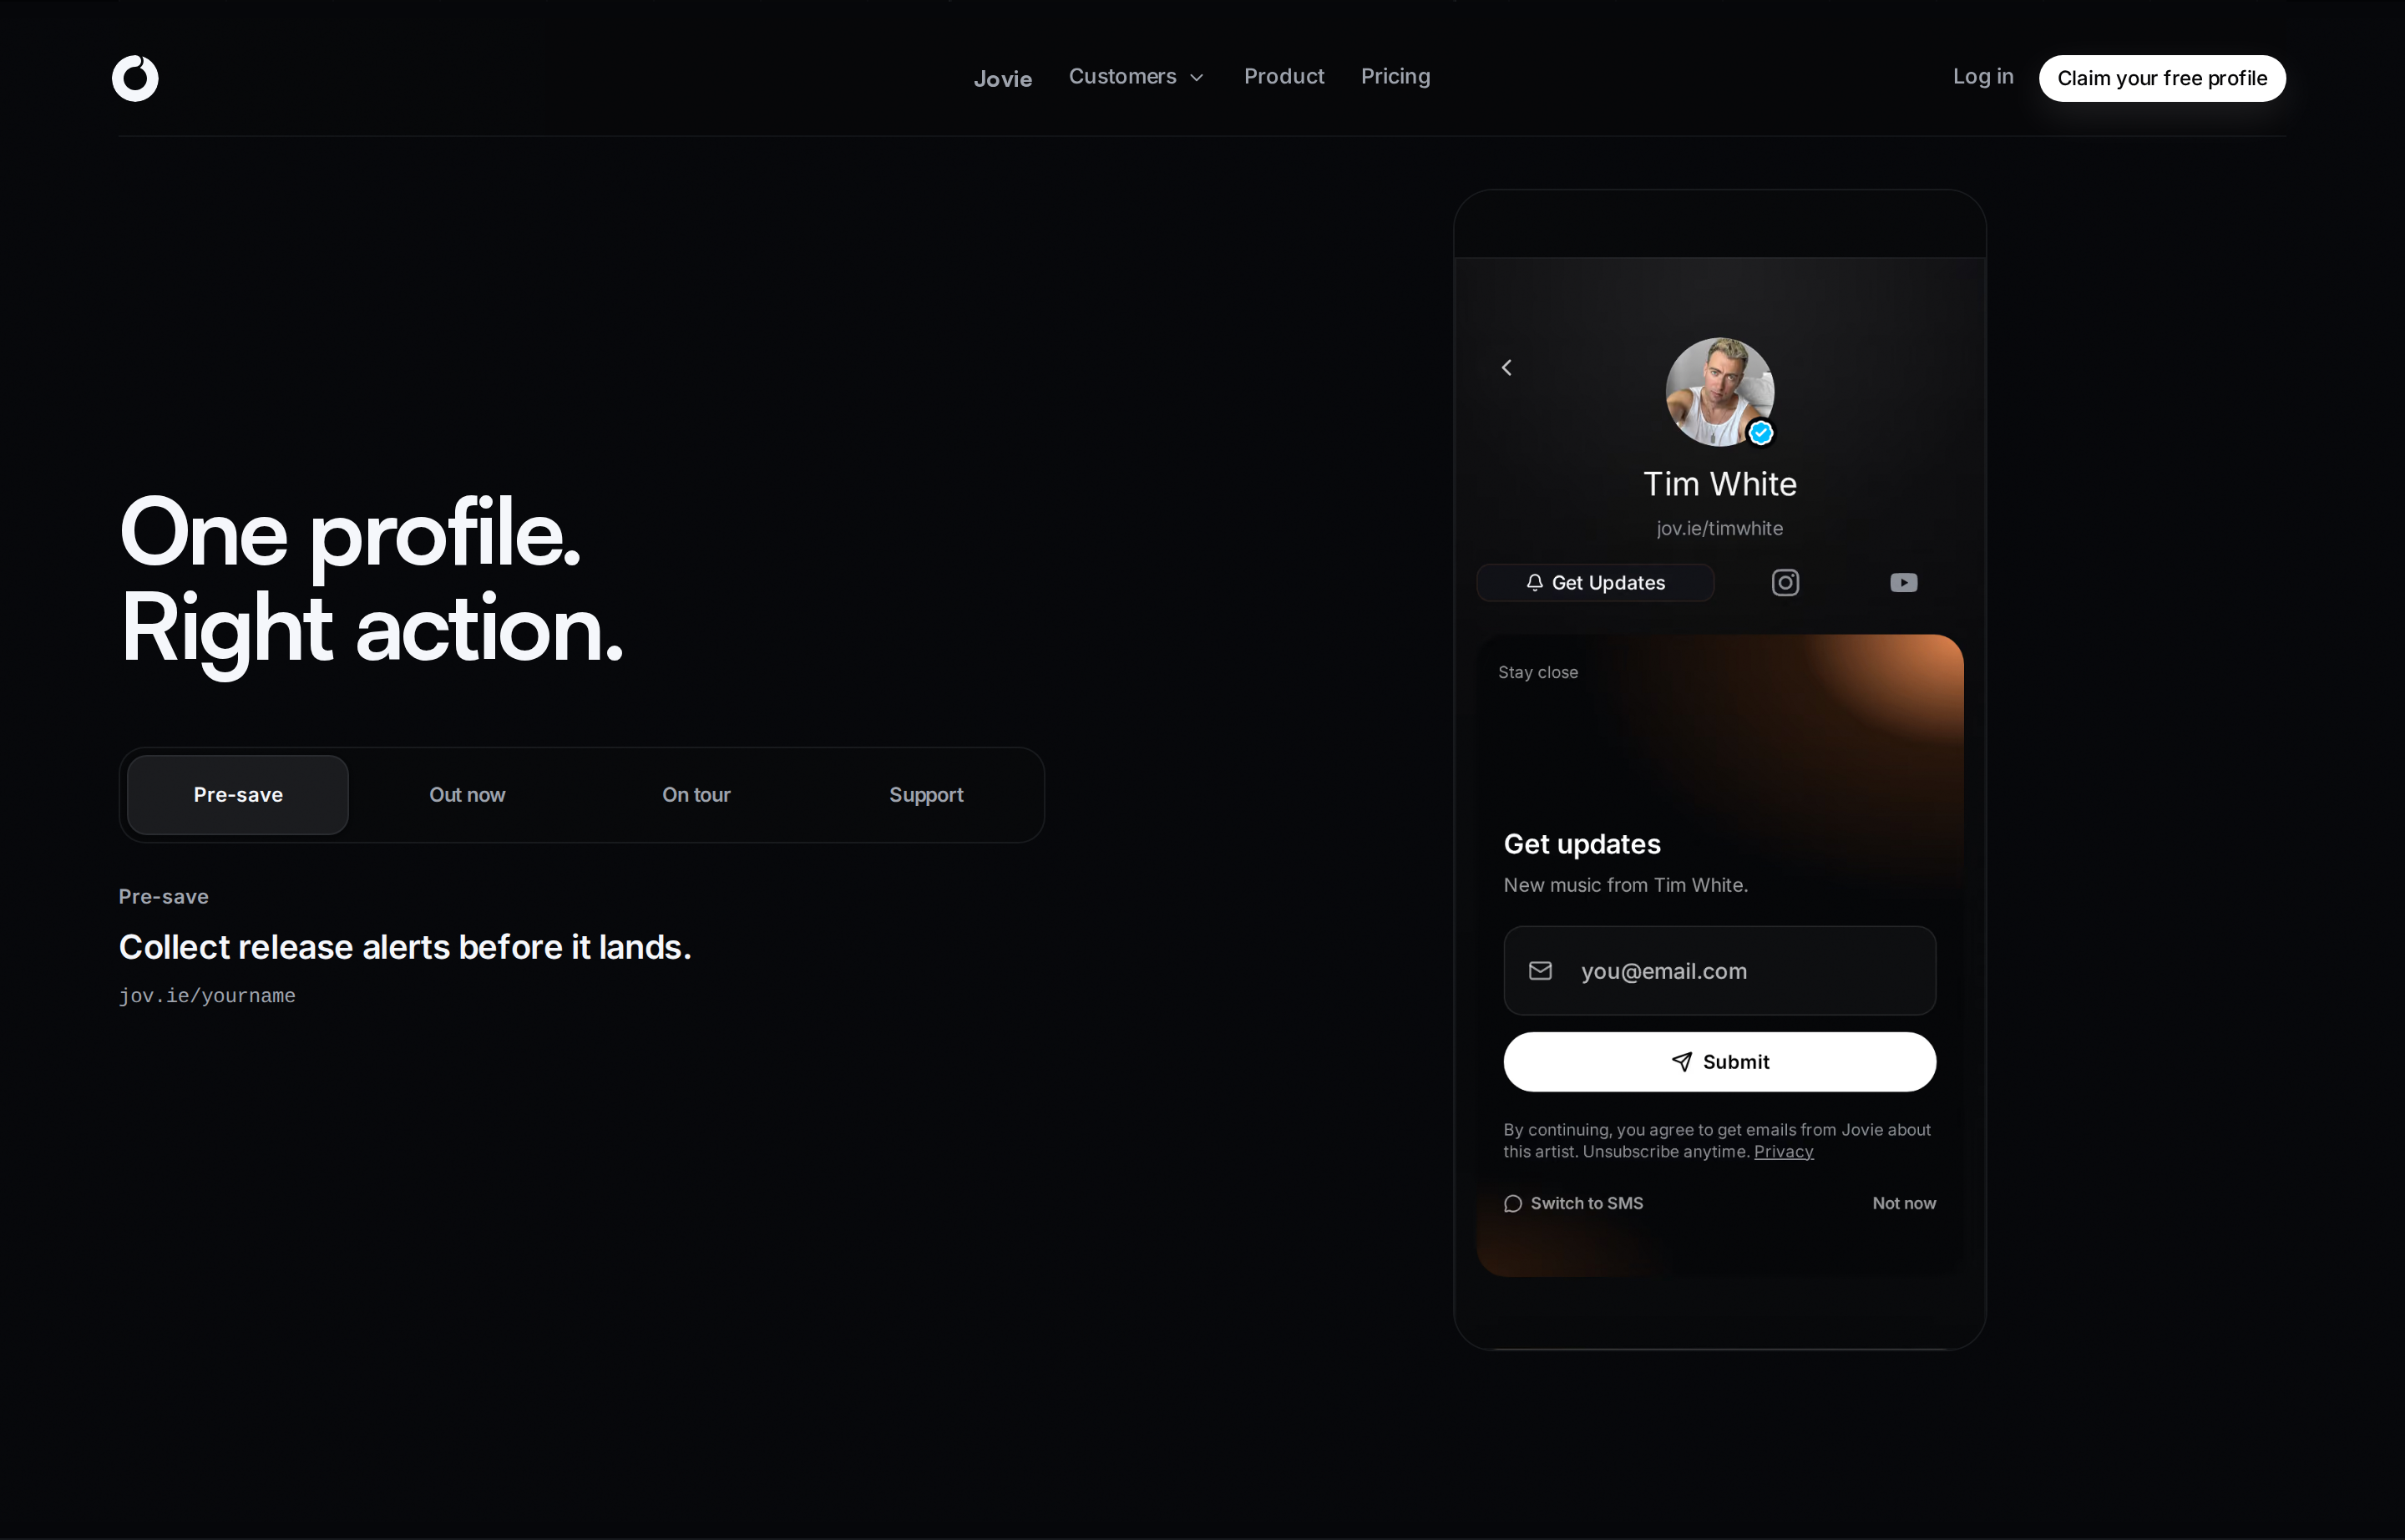 Jovie
Customers
Product
Pricing
Log in
Claim your free profile
One profile.
Right action.
Pre-save
Out now
On tour
Support
Pre-save
Collect release alerts before it lands.
jov.ie/yourname
Tim White
jov.ie/timwhite
Get Updates
Stay close
Get updates
New music from Tim White.
you@email.com
Submit
By continuing, you agree to get emails from Jovie about
this artist. Unsubscribe anytime. Privacy
Switch to SMS
Not now